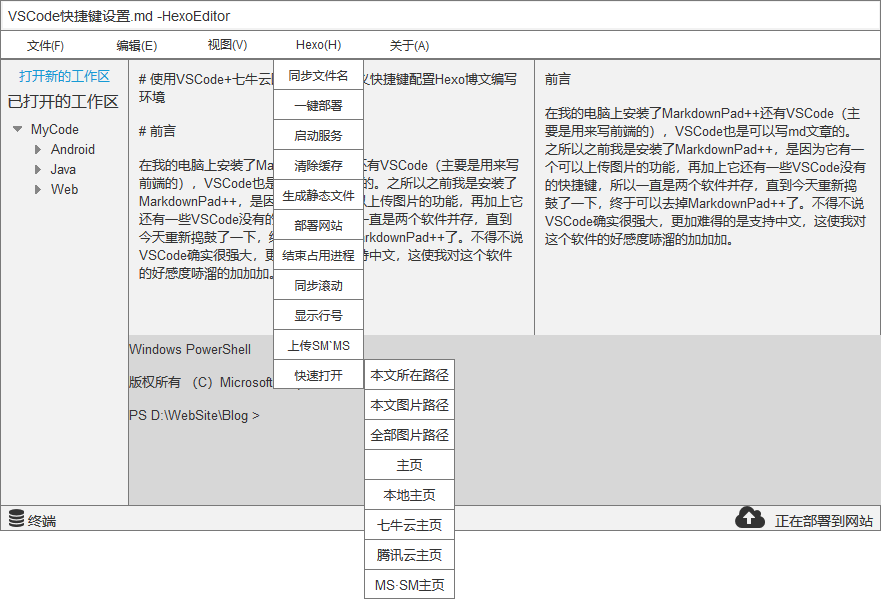 VSCode快捷键设置.md -HexoEditor
文件(F) 编辑(E) 视图(V) Hexo(H) 关于(A)
打开新的工作区
已打开的工作区
MyCode
Android
Java
Web
# 使用VSCode+七牛云
义快捷键配置Hexo博文编写
环境
# 前言
在我的电脑上安装了Ma
还有VSCode（主要是用来写
前端的），VSCode也是
的。之所以之前我是安装了
MarkdownPad++，是因
以上传图片的功能，再加上它
还有一些VSCode没有的
一直是两个软件并存，直到
今天重新捣鼓了一下，终
arkdownPad++了。不得不说
VSCode确实很强大，更
持中文，这使我对这个软件
的好感度哧溜的加加加。
同步文件名
一键部署
启动服务
清除缓存
生成静态文件
部署网站
结束占用进程
同步滚动
显示行号
上传SM`MS
快速打开
本文所在路径
本文图片路径
全部图片路径
主页
本地主页
七牛云主页
腾讯云主页
MS·SM主页
前言
在我的电脑上安装了MarkdownPad++还有VSCode（主
要是用来写前端的），VSCode也是可以写md文章的。
之所以之前我是安装了MarkdownPad++，是因为它有一
个可以上传图片的功能，再加上它还有一些VSCode没有
的快捷键，所以一直是两个软件并存，直到今天重新捣
鼓了一下，终于可以去掉MarkdownPad++了。不得不说
VSCode确实很强大，更加难得的是支持中文，这使我对
这个软件的好感度哧溜的加加加。
Windows PowerShell
版权所有 （C）Microsoft
PS D:\WebSite\Blog >
终端
正在部署到网站